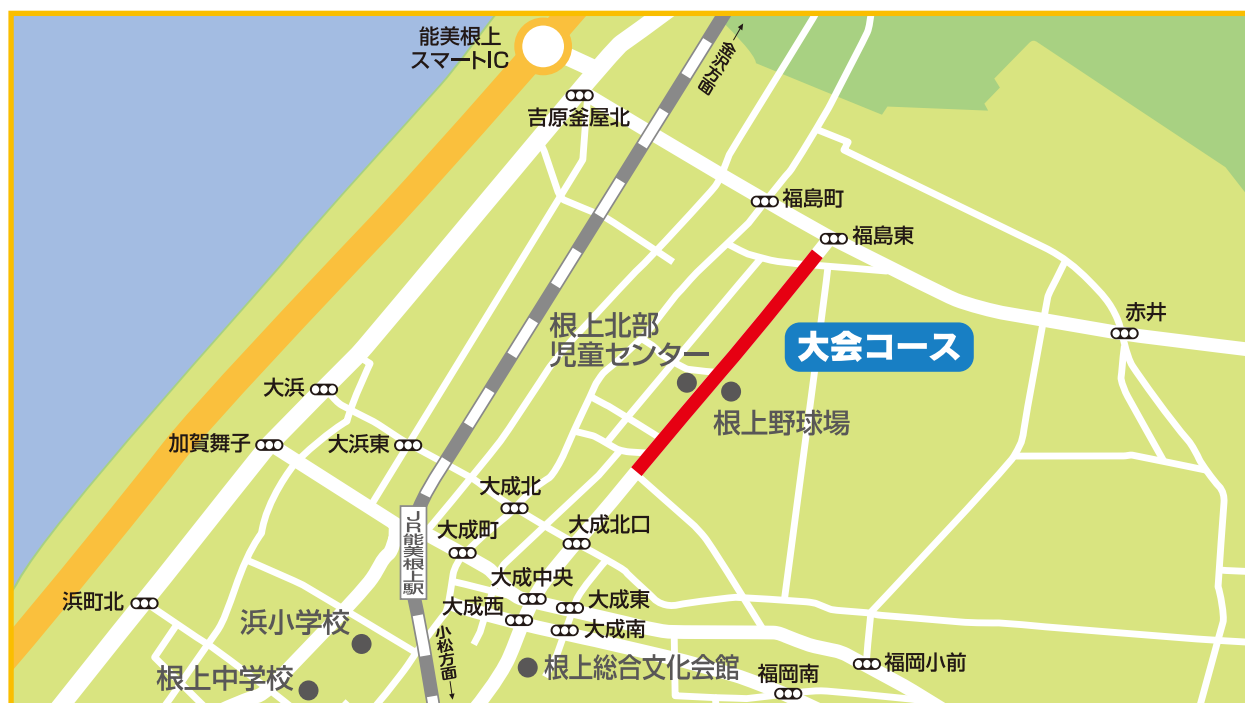 能美根上
スマートIC
金沢方面
吉原釜屋北
福島町
福島東
赤井
根上北部
児童センター
大会コース
根上野球場
大浜
加賀舞子
大浜東
大成北
大成町
大成北口
JR能美根上駅
大成中央
大成東
大成西
大成南
浜町北
浜小学校
小松方面
根上総合文化会館
福岡小前
福岡南
根上中学校